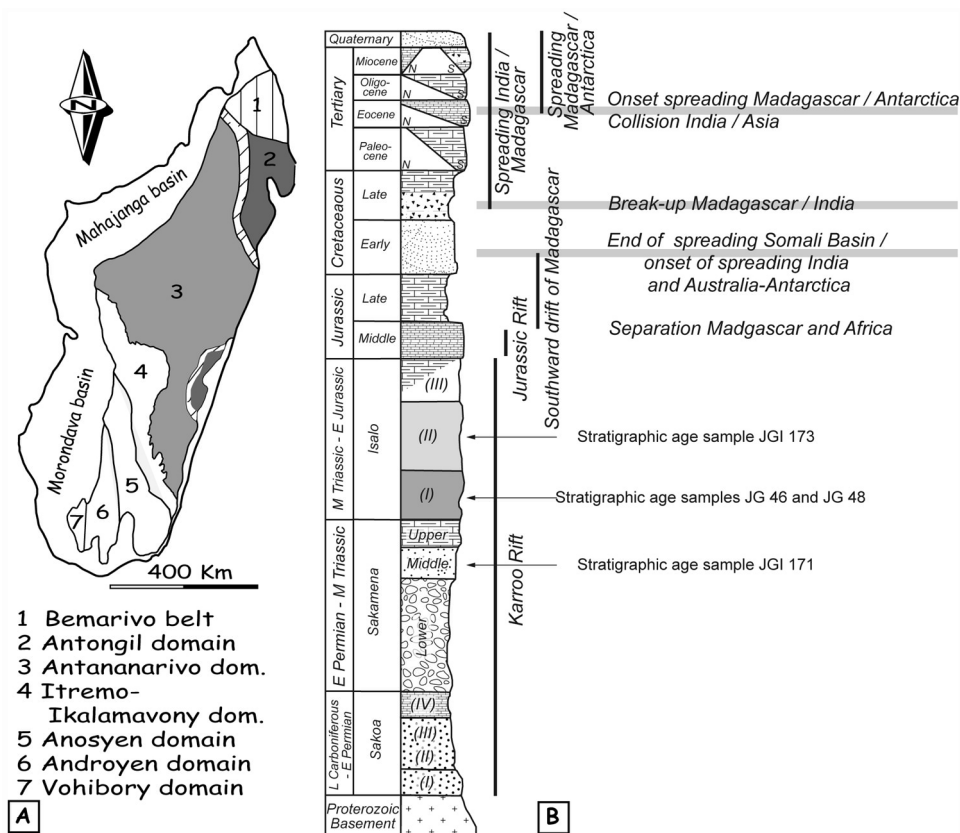 N
1
2
Mahajanga basin
3
4
Morondava basin
5
6
7
400 Km
1 Bemarivo belt
2 Antongil domain
3 Antananarivo dom.
4 Itremo-
Ikalamavony dom.
5 Anosyen domain
6 Androyen domain
7 Vohibory domain
A
Quaternary
Tertiary
Miocene
N S
Oligo-
cene
N S
Eocene
N S
Paleo-
cene
N S
Cretaceaous
Late
Early
Jurassic
Late
Middle
M Triassic - E Jurassic
Isalo
(III)
(II)
(I)
E Permian - M Triassic
Sakamena
Upper
Middle
Lower
L Carboniferous
- E Permian
Sakoa
(IV)
(III)
(II)
(I)
Proterozoic
Basement
Spreading India /
Madagascar
Spreading
Madagascar /
Antarctica
Southward drift of Madagascar
Jurassic Rift
Karroo Rift
Onset spreading Madagascar / Antarctica
Collision India / Asia
Break-up Madagascar / India
End of spreading Somali Basin /
onset of spreading India
and Australia-Antarctica
Separation Madgascar and Africa
Stratigraphic age sample JGI 173
Stratigraphic age samples JG 46 and JG 48
Stratigraphic age sample JGI 171
B